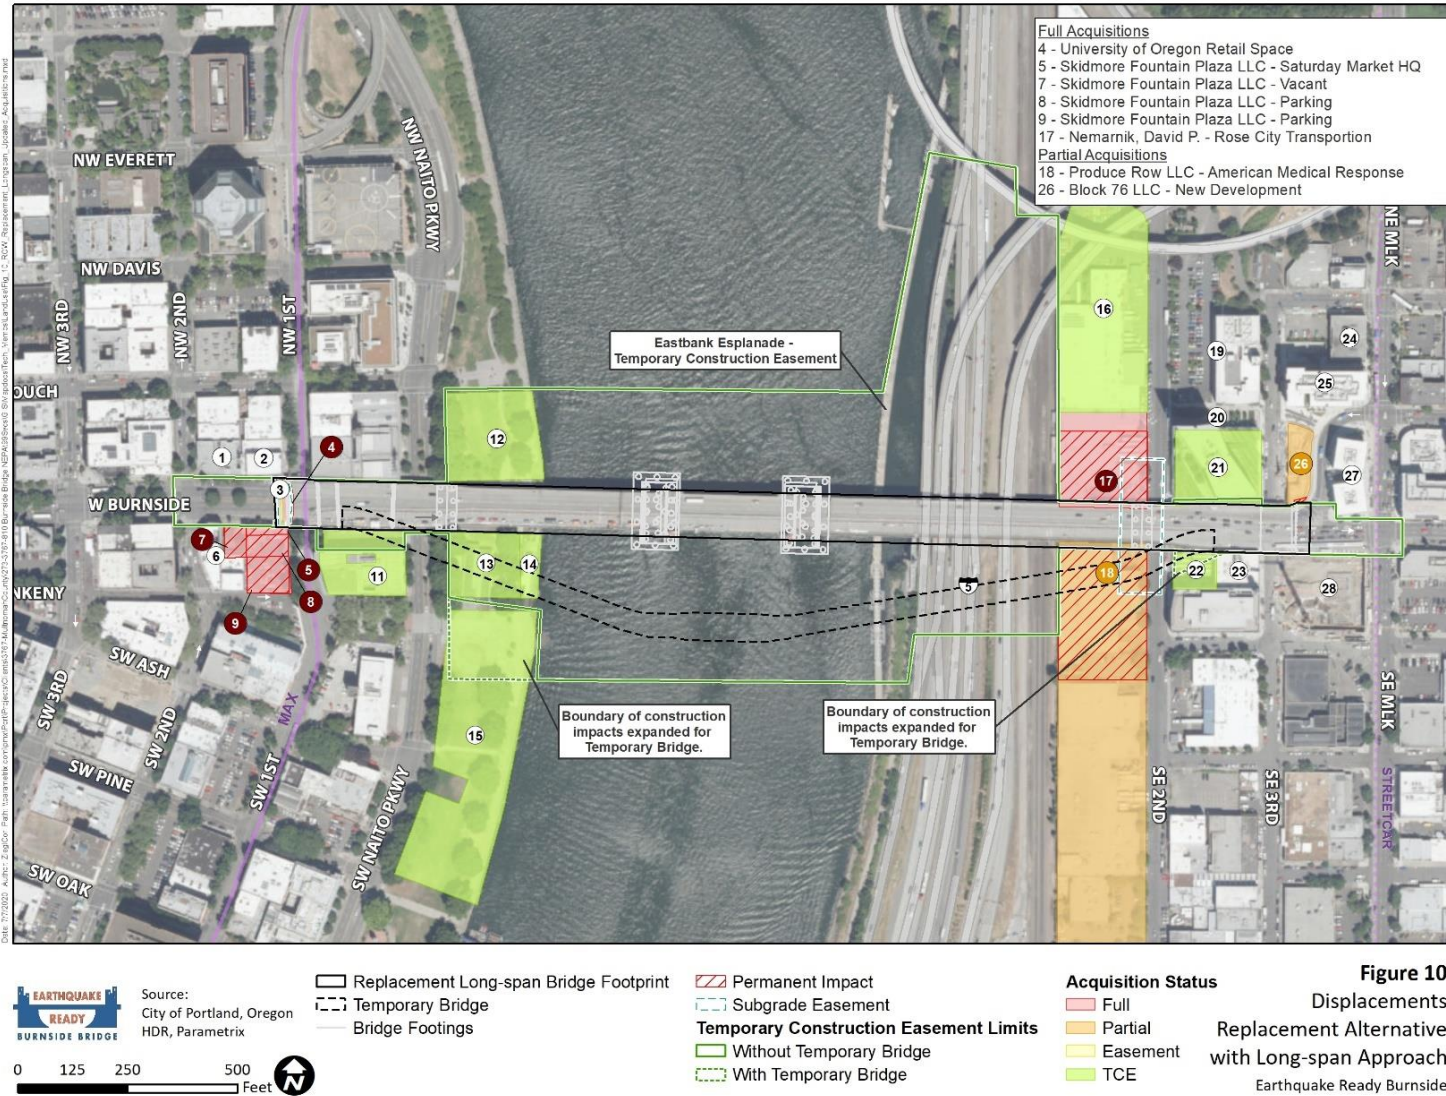 Full Acquisitions
4 - University of Oregon Retail Space
5 - Skidmore Fountain Plaza LLC - Saturday Market HQ
7 - Skidmore Fountain Plaza LLC - Vacant
8 - Skidmore Fountain Plaza LLC - Parking
9 - Skidmore Fountain Plaza LLC - Parking
17 - Nemarnik, David P. - Rose City Transportion
Partial Acquisitions
18 - Produce Row LLC - American Medical Response
26 - Block 76 LLC - New Development
NW EVERETT
NW NAITO PKWY
NE MLK
NW DAVIS
NW 3RD
NW 2ND
NW 1ST
16
19
24
25
Eastbank Esplanade -
Temporary Construction Easement
OUCH
12
20
1
2
4
3
21
26
27
17
W BURNSIDE
7
6
5
11
13
14
5
18
22
23
28
NKENY
8
9
SW ASH
SW 3RD
SW 2ND
MAX
SW 1ST
SW PINE
SW OAK
SW NAITO PKWY
15
Boundary of construction
impacts expanded for
Temporary Bridge.
Boundary of construction
impacts expanded for
Temporary Bridge.
SE 2ND
SE 3RD
SE MLK
STREETCAR
EARTHQUAKE
READY
BURNSIDE BRIDGE
Source:
City of Portland, Oregon
HDR, Parametrix
0 125 250 500
Feet
N
Replacement Long-span Bridge Footprint
Temporary Bridge
Bridge Footings
Permanent Impact
Subgrade Easement
Temporary Construction Easement Limits
Without Temporary Bridge
With Temporary Bridge
Acquisition Status
Full
Partial
Easement
TCE
Figure 10
Displacements
Replacement Alternative
with Long-span Approach
Earthquake Ready Burnside